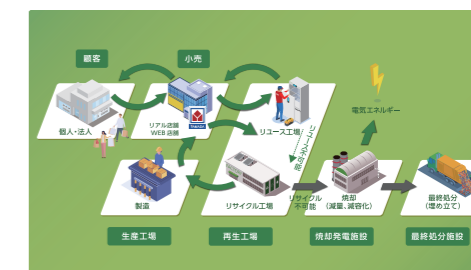 顧客
小売
個人・法人
リアル店舗
WEB店舗
YAMADA
リユース工場
リユース不可能
電気エネルギー
製造
リサイクル工場
リサイクル
不可能
焼却
(減量、減容化)
最終処分
(埋め立て)
生産工場
再生工場
焼却発電施設
最終処分施設